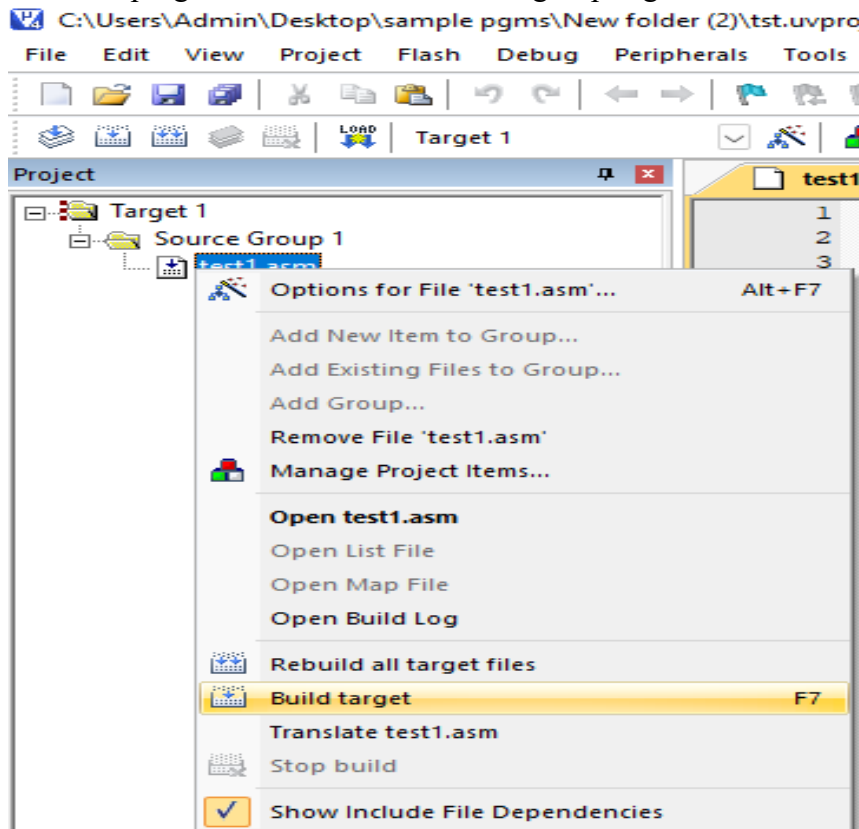 C:\Users\Admin\Desktop\sample pgms\New folder (2)\tst.uvproj
File Edit View Project Flash Debug Peripherals Tools
LOAD Target 1
Project
test1
Target 1
Source Group 1
test1.asm
1
2
3
Options for File 'test1.asm'... Alt+F7
Add New Item to Group...
Add Existing Files to Group...
Add Group...
Remove File 'test1.asm'
Manage Project Items...
Open test1.asm
Open List File
Open Map File
Open Build Log
Rebuild all target files
Build target F7
Translate test1.asm
Stop build
Show Include File Dependencies